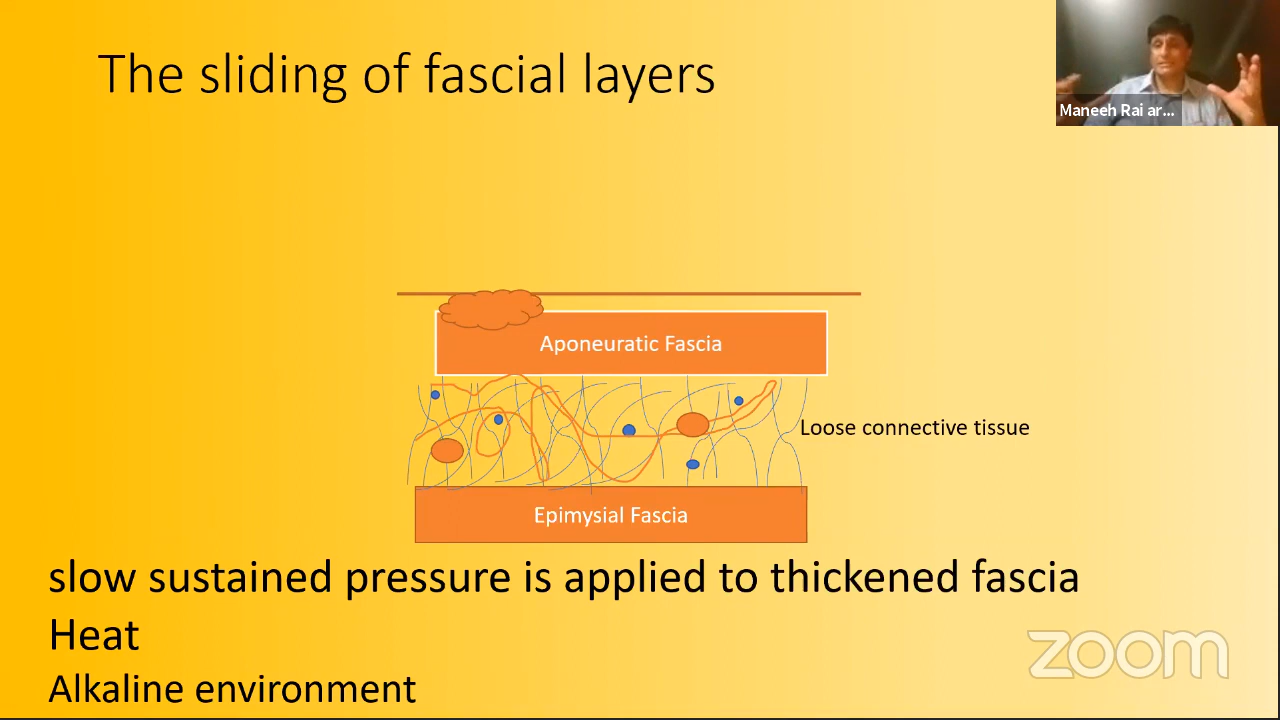 The sliding of fascial layers
Maneeh Rai ar...
Aponeuratic Fascia
Loose connective tissue
Epimysial Fascia
slow sustained pressure is applied to thickened fascia
Heat
Alkaline environment
zoom